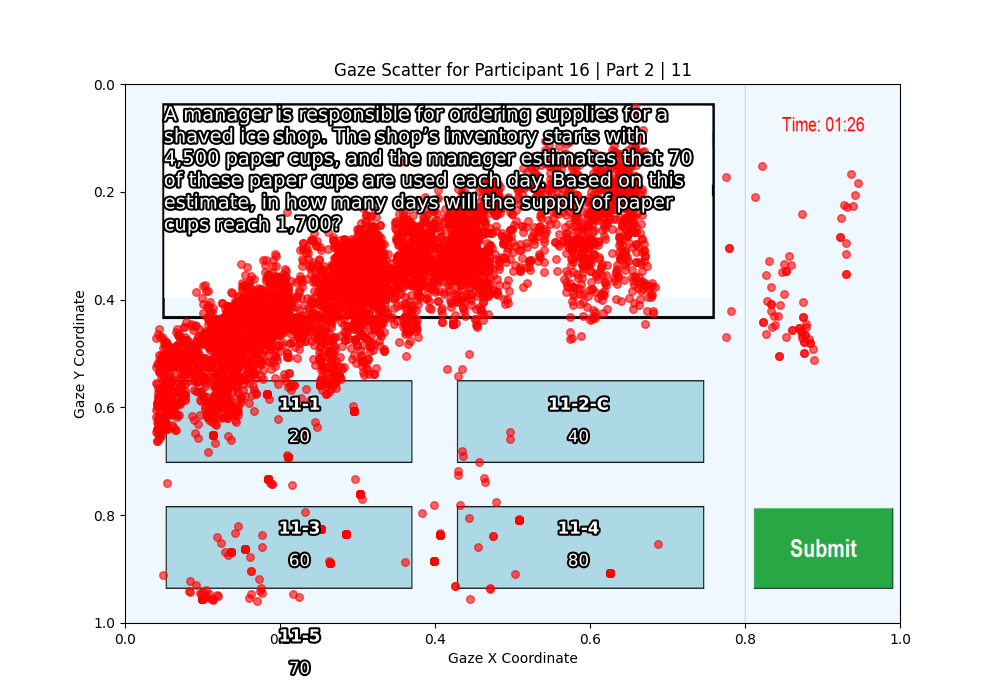 Gaze Scatter for Participant 16 | Part 2 | 11
A manager is responsible for ordering supplies for a
shaved ice shop. The shop’s inventory starts with
4,500 paper cups, and the manager estimates that 70
of these paper cups are used each day. Based on this
estimate, in how many days will the supply of paper
cups reach 1,700?
Time: 01:26
11-1
20
11-2-C
40
11-3
60
11-4
80
Submit
11-5
70
0.0
0.2
0.4
0.6
0.8
1.0
Gaze Y Coordinate
0.0
0.2
0.4
0.6
0.8
1.0
Gaze X Coordinate